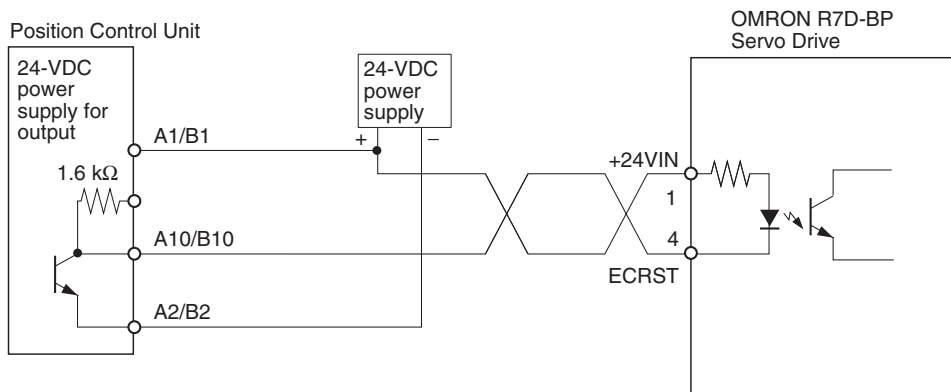 Position Control Unit
OMRON R7D-BP
Servo Drive
24-VDC
power
supply for
output
24-VDC
power
supply
A1/B1
+
−
+24VIN
1.6 kΩ
1
A10/B10
4
ECRST
A2/B2